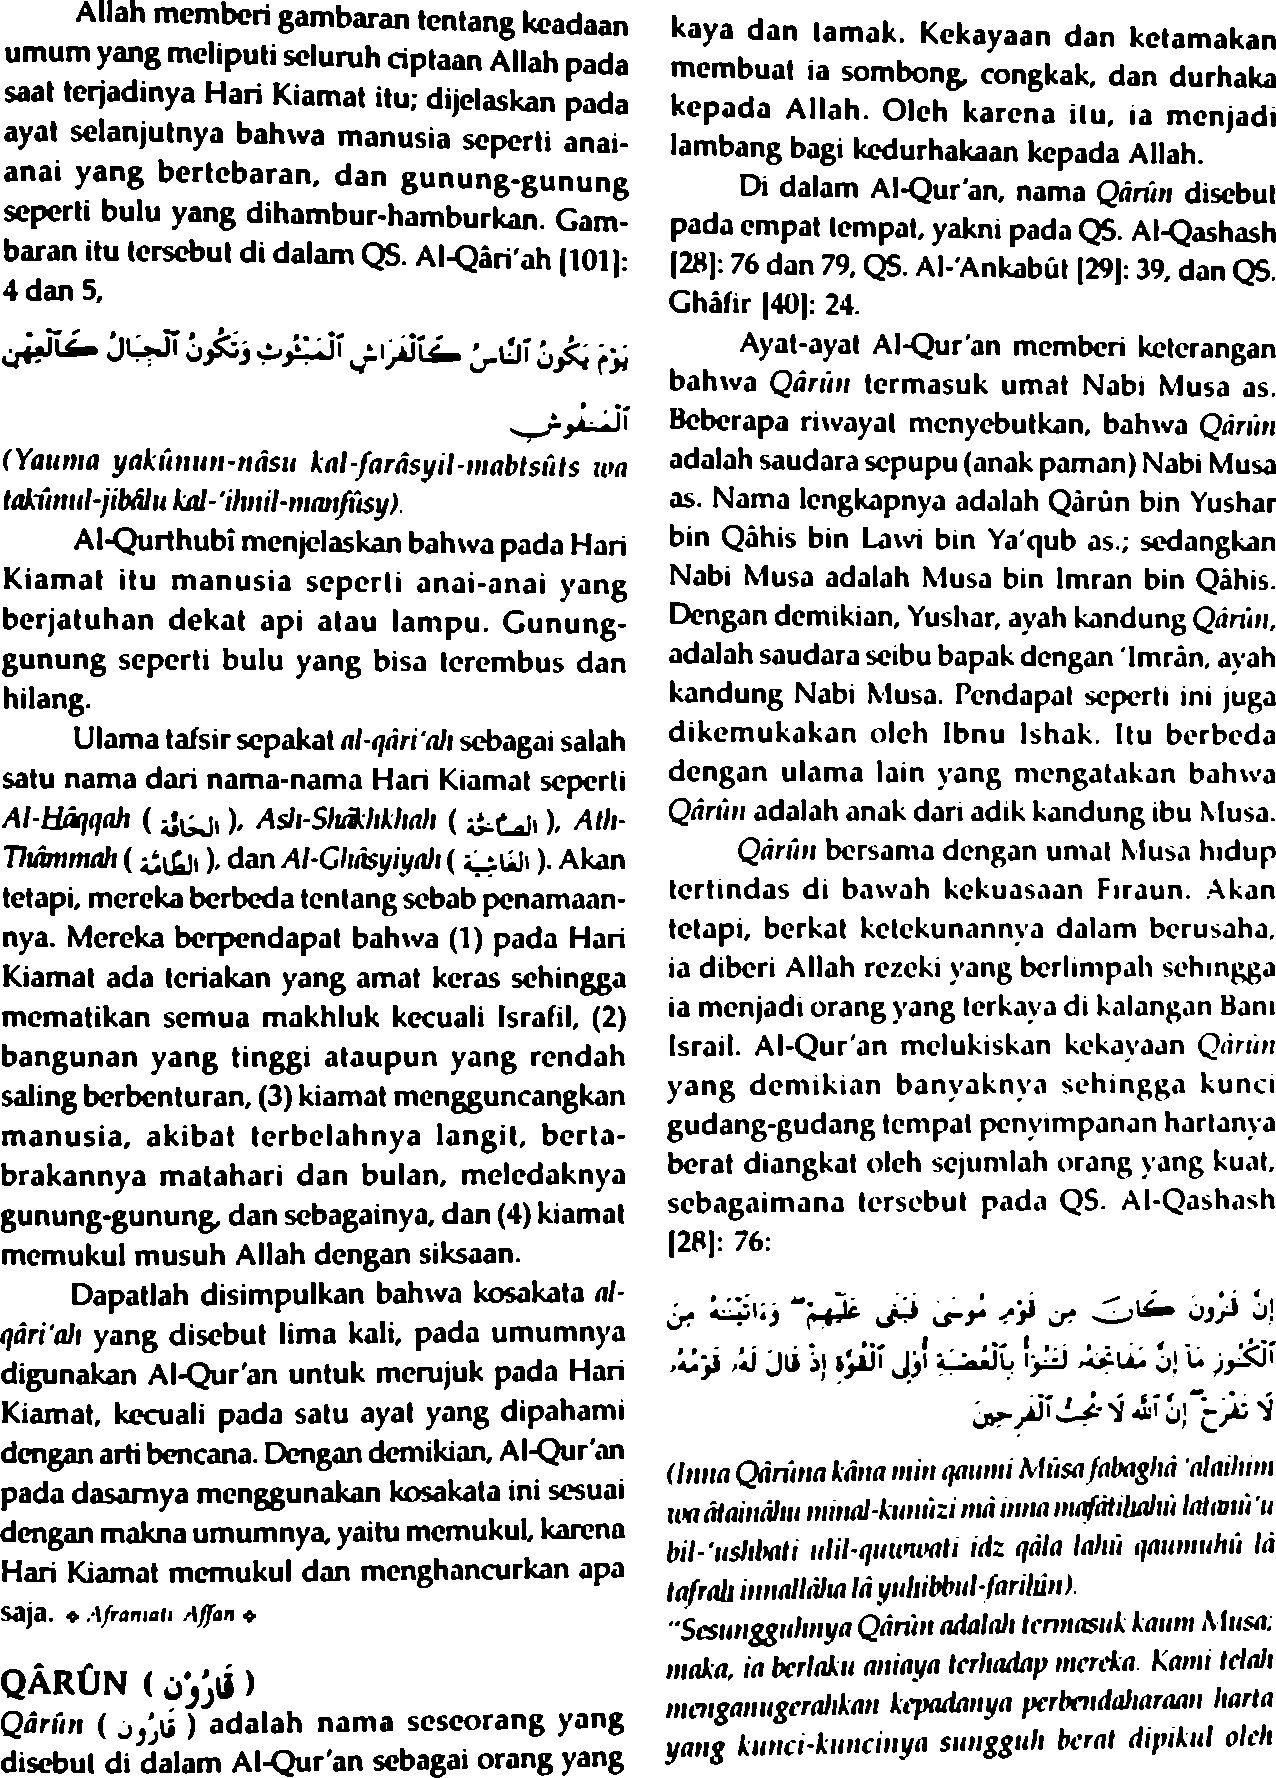 Allah memberi gambaran tentang keadaan
umum yang meliputi seluruh ciptaan Allah pada
saat terjadinya Hari Kiamat itu; dijelaskan pada
ayat selanjutnya bahwa manusia seperti anai-
anai yang bertebaran, dan gunung-gunung
seperti bulu yang dihambur-hamburkan. Gam-
baran itu tersebut di dalam QS. Al-Qâri'ah [101]:
4 dan 5,
يَوْمَ يَكُونُ ٱلنَّاسُ كَٱلْفَرَاشِ ٱلْمَبْثُوثِ وَتَكُونُ ٱلْجِبَالُ كَٱلْعِهْنِ
ٱلْمَنفُوشِ
(Yauma yakûnun-nâsu kal-farâsyil-mabtsûts wa
takûnul-jibâlu kal-'ihnil-manfûsy).
Al-Qurthubî menjelaskan bahwa pada Hari
Kiamat itu manusia seperti anai-anai yang
berjatuhan dekat api atau lampu. Gunung-
gunung seperti bulu yang bisa terembus dan
hilang.
Ulama tafsir sepakat al-qâri'ah sebagai salah
satu nama dari nama-nama Hari Kiamat seperti
Al-Hâqqah ( الحَاقَّة ), Ash-Shâkhkhah ( الصَّاخَّة ), Ath-
Thâmmah ( الطَّامَّة ), dan Al-Ghâsyiyah ( الغَاشِيَة ). Akan
tetapi, mereka berbeda tentang sebab penamaan-
nya. Mereka berpendapat bahwa (1) pada Hari
Kiamat ada teriakan yang amat keras sehingga
mematikan semua makhluk kecuali Israfil, (2)
bangunan yang tinggi ataupun yang rendah
saling berbenturan, (3) kiamat mengguncangkan
manusia, akibat terbelahnya langit, berta-
brakannya matahari dan bulan, meledaknya
gunung-gunung, dan sebagainya, dan (4) kiamat
memukul musuh Allah dengan siksaan.
Dapatlah disimpulkan bahwa kosakata al-
qâri'ah yang disebut lima kali, pada umumnya
digunakan Al-Qur'an untuk merujuk pada Hari
Kiamat, kecuali pada satu ayat yang dipahami
dengan arti bencana. Dengan demikian, Al-Qur'an
pada dasarnya menggunakan kosakata ini sesuai
dengan makna umumnya, yaitu memukul, karena
Hari Kiamat memukul dan menghancurkan apa
saja. ❖ Aframati Affan ❖
QÂRÛN ( قَارُوْن )
Qârûn ( قَارُون ) adalah nama seseorang yang
disebut di dalam Al-Qur'an sebagai orang yang
kaya dan tamak. Kekayaan dan ketamakan
membuat ia sombong, congkak, dan durhaka
kepada Allah. Oleh karena itu, ia menjadi
lambang bagi kedurhakaan kepada Allah.
Di dalam Al-Qur'an, nama Qârûn disebut
pada empat tempat, yakni pada QS. Al-Qashash
[28]: 76 dan 79, QS. Al-'Ankabût [29]: 39, dan QS.
Ghâfir [40]: 24.
Ayat-ayat Al-Qur'an memberi keterangan
bahwa Qârûn termasuk umat Nabi Musa as.
Beberapa riwayat menyebutkan, bahwa Qârûn
adalah saudara sepupu (anak paman) Nabi Musa
as. Nama lengkapnya adalah Qârûn bin Yushar
bin Qâhis bin Lawi bin Ya'qub as.; sedangkan
Nabi Musa adalah Musa bin Imran bin Qâhis.
Dengan demikian, Yushar, ayah kandung Qârûn,
adalah saudara seibu bapak dengan 'Imrân, ayah
kandung Nabi Musa. Pendapat seperti ini juga
dikemukakan oleh Ibnu Ishak. Itu berbeda
dengan ulama lain yang mengatakan bahwa
Qârûn adalah anak dari adik kandung ibu Musa.
Qârûn bersama dengan umat Musa hidup
tertindas di bawah kekuasaan Firaun. Akan
tetapi, berkat ketekunannya dalam berusaha,
ia diberi Allah rezeki yang berlimpah sehingga
ia menjadi orang yang terkaya di kalangan Bani
Israil. Al-Qur'an melukiskan kekayaan Qârûn
yang demikian banyaknya sehingga kunci
gudang-gudang tempat penyimpanan hartanya
berat diangkat oleh sejumlah orang yang kuat,
sebagaimana tersebut pada QS. Al-Qashash
[28]: 76:
إِنَّ قَٰرُونَ كَانَ مِن قَوْمِ مُوسَىٰ فَبَغَىٰ عَلَيْهِمْ ۖ وَءَاتَيْنَٰهُ مِنَ
ٱلْكُنُوزِ مَآ إِنَّ مَفَاتِحَهُۥ لَتَنُوٓأُ بِٱلْعُصْبَةِ أُو۟لِى ٱلْقُوَّةِ إِذْ قَالَ لَهُۥ قَوْمُهُۥ
لَا تَفْرَحْ ۖ إِنَّ ٱللَّهَ لَا يُحِبُّ ٱلْفَرِحِينَ
(Inna Qârûna kâna min qaumi Mûsa fabaghâ 'alaihim
wa âtainâhu minal-kunûzi mâ inna mafâtihahû latanû'u
bil-'ushbati ulil-quwwati idz qâla lahû qaumuhû lâ
tafrah innallâha lâ yuhibbul-farihîn).
"Sesungguhnya Qârûn adalah termasuk kaum Musa;
maka, ia berlaku aniaya terhadap mereka. Kami telah
menganugerahkan kepadanya perbendaharaan harta
yang kunci-kuncinya sungguh berat dipikul oleh